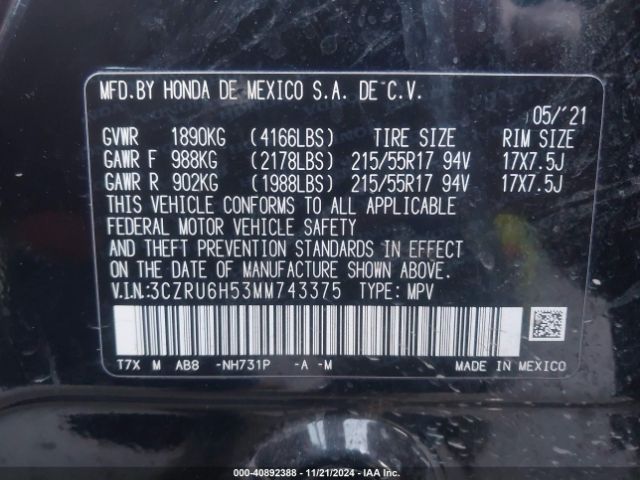 MFD.BY HONDA DE MEXICO S.A. DE C.V.
05/'21
GVWR 1890KG (4166LBS) TIRE SIZE RIM SIZE
GAWR F 988KG (2178LBS) 215/55R17 94V 17X7.5J
GAWR R 902KG (1988LBS) 215/55R17 94V 17X7.5J
THIS VEHICLE CONFORMS TO ALL APPLICABLE
FEDERAL MOTOR VEHICLE SAFETY
AND THEFT PREVENTION STANDARDS IN EFFECT
ON THE DATE OF MANUFACTURE SHOWN ABOVE.
V.I.N:3CZRU6H53MM743375 TYPE: MPV
T7X M AB8 -NH731P -A -M MADE IN MEXICO
000-40892388 - 11/21/2024 - IAA Inc.